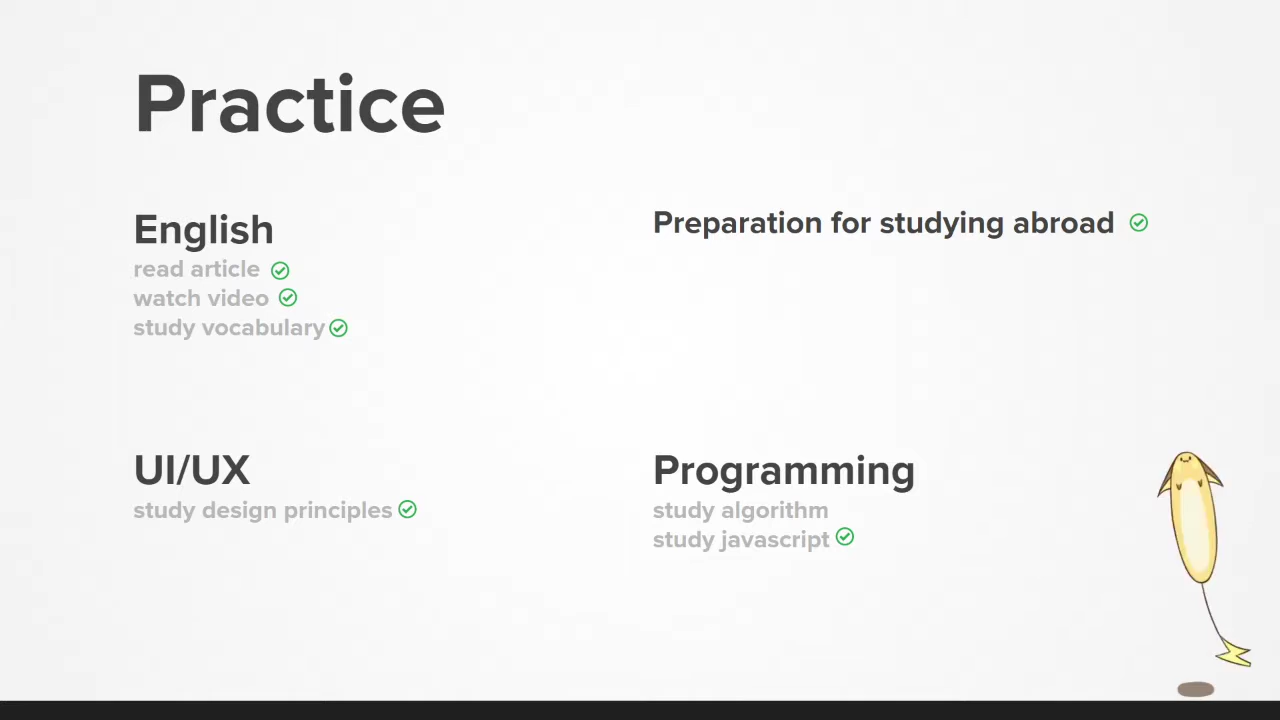 Practice
English
read article
watch video
study vocabulary
Preparation for studying abroad
UI/UX
study design principles
Programming
study algorithm
study javascript